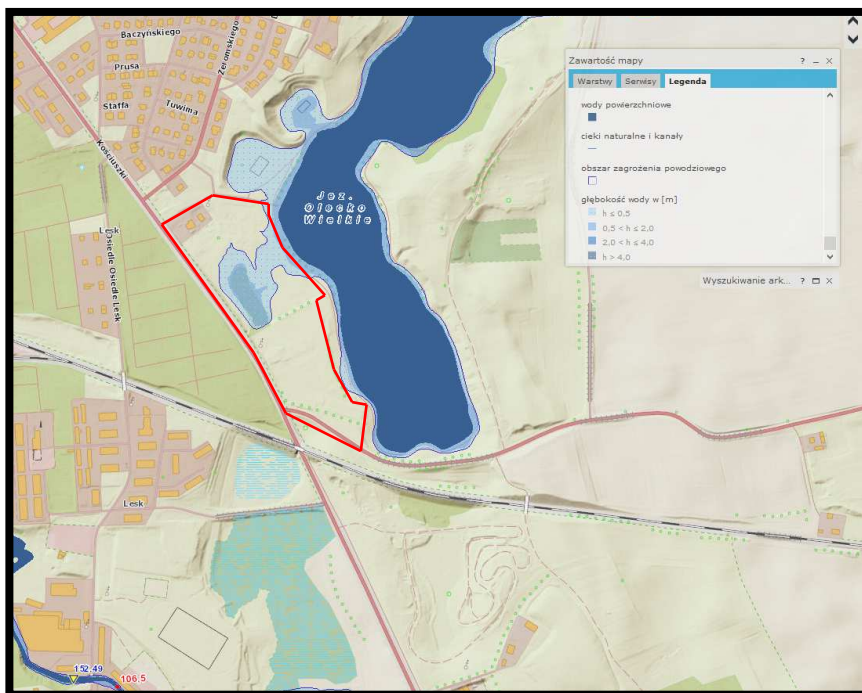 Baczyńskiego
Prusa
Staffa
Tuwima
Żeromskiego
Kościuszki
Jez.
Olecko
Wielkie
Lesk
Osiedle Osiedle Lesk
Lesk
152,49
106.5
Zawartość mapy ? – ×
Warstwy Serwisy Legenda
wody powierzchniowe
cieki naturalne i kanały
obszar zagrożenia powodziowego
głębokość wody w [m]
h ≤ 0,5
0,5 < h ≤ 2,0
2,0 < h ≤ 4,0
h > 4,0
Wyszukiwanie ark... ? ×